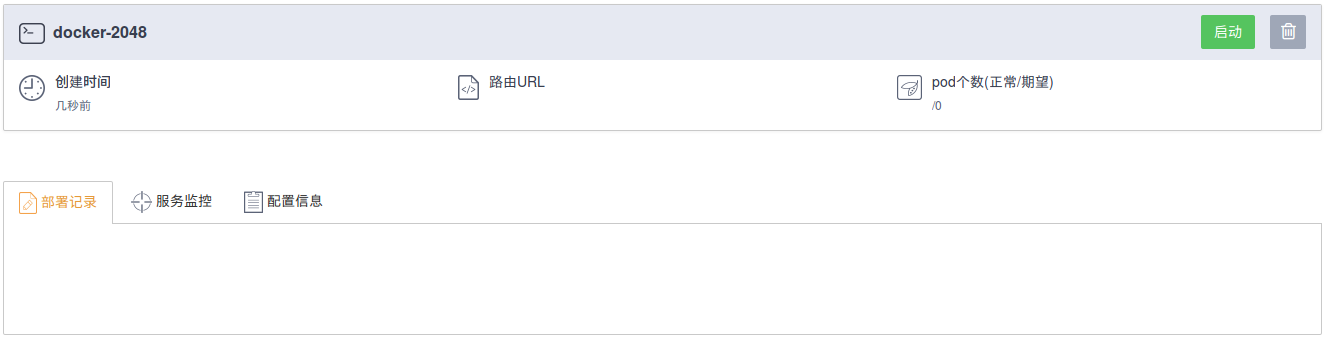 docker-2048 启动
创建时间 路由URL pod个数(正常/期望)
几秒前 /0
部署记录 服务监控 配置信息